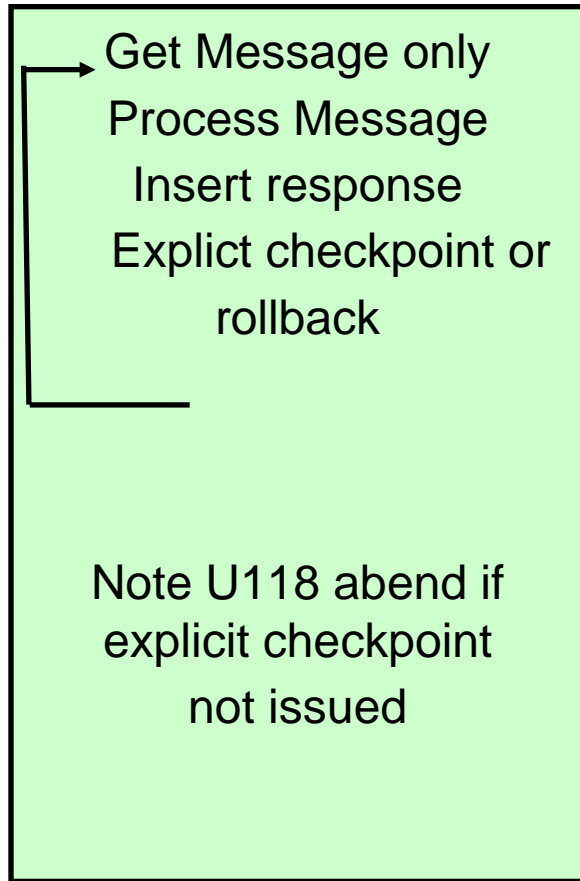 Get Message only
Process Message
Insert response
Explict checkpoint or
rollback
Note U118 abend if
explicit checkpoint
not issued